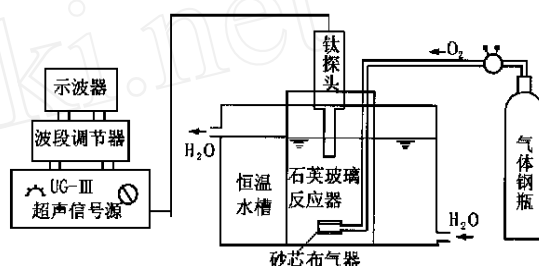 钛探头
O₂
示波器
波段调节器
UG-Ⅲ
超声信号源
H₂O
恒温
水槽
石英玻璃
反应器
砂芯布气器
H₂O
气体钢瓶